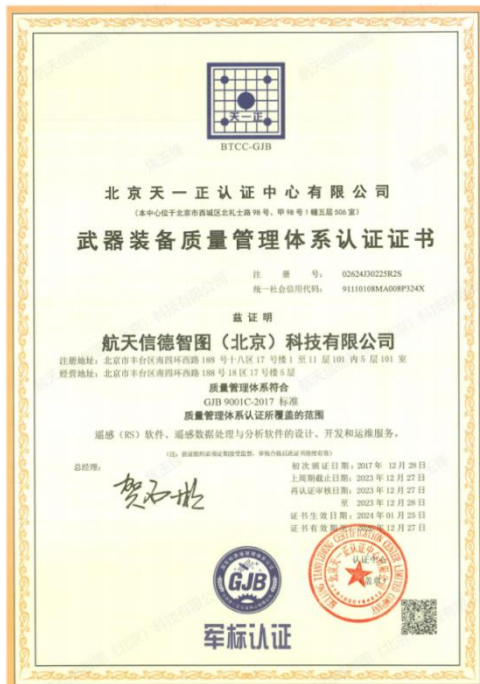 天一正
BTCC-GJB
北京天一正认证中心有限公司
（本中心位于北京市西城区北礼士路98号、甲98号1幢五层506室）
武器装备质量管理体系认证证书
注 册 号： 02624J30225R2S
统一社会信用代码： 91110108MA008P324X
兹证明
航天信德智图（北京）科技有限公司
注册地址：北京市丰台区南四环西路188号十八区17号楼1至11层101内5层101室
经营地址：北京市丰台区南四环西路188号18区17号楼5层
质量管理体系符合
GJB 9001C-2017 标准
质量管理体系认证所覆盖的范围
遥感（RS）软件、遥感数据处理与分析软件的设计、开发和运维服务。
总经理：
初次颁证日期：2017年 12月28日
上周期截止日期：2023年 12月27日
再认证审核日期：2023年 12月27日
至 2023年 12月28日
证书生效日期：2024年 01月25日
证书有效期
12月27日
BEIJING TIANYIZHENG CERTIFICATION CENTER LIMITED COMPANY
GJB
军标认证